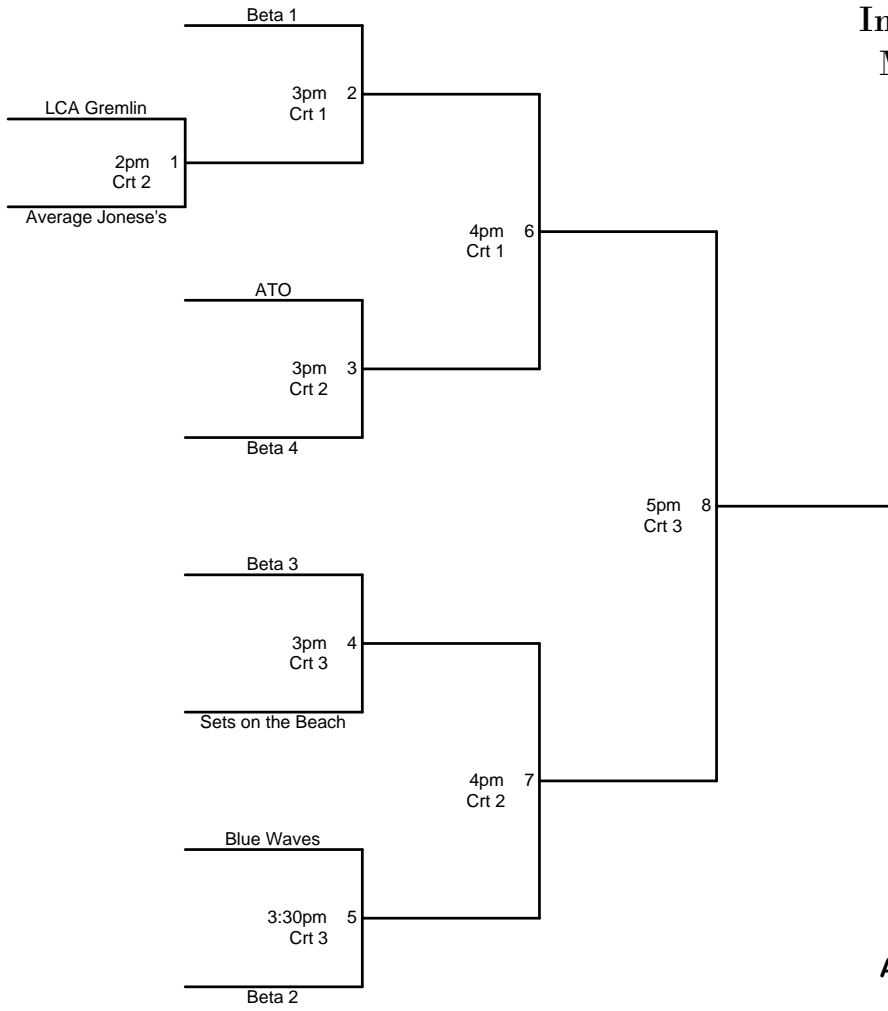 Beta 1
In
M
3pm 2
Crt 1
LCA Gremlin
2pm 1
Crt 2
Average Jonese's
4pm 6
Crt 1
ATO
3pm 3
Crt 2
Beta 4
5pm 8
Crt 3
Beta 3
3pm 4
Crt 3
Sets on the Beach
4pm 7
Crt 2
Blue Waves
3:30pm 5
Crt 3
A
Beta 2